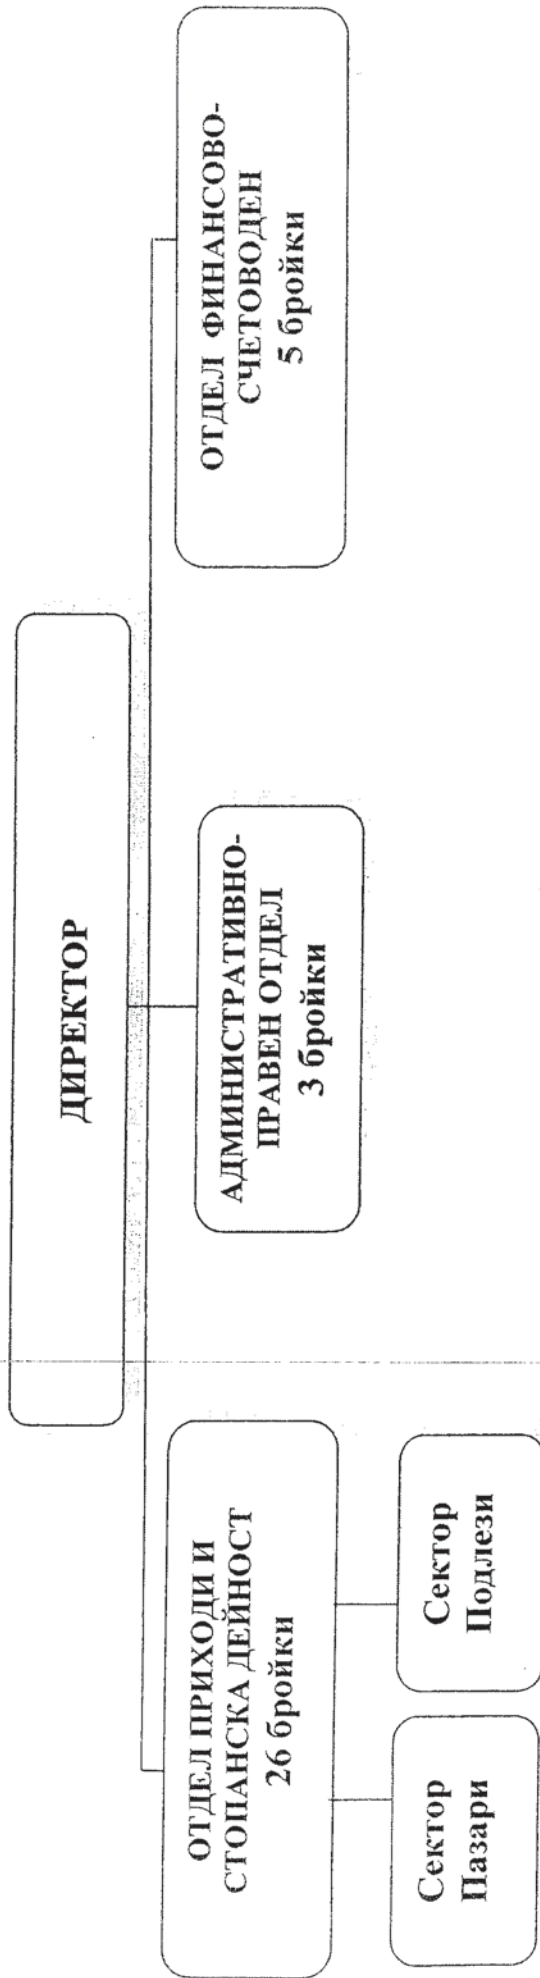 ДИРЕКТОР
ОТДЕЛ ПРИХОДИ И
СТОПАНСКА ДЕЙНОСТ
26 бройки
АДМИНИСТРАТИВНО-
ПРАВЕН ОТДЕЛ
3 бройки
ОТДЕЛ ФИНАНСОВО-
СЧЕТОВОДЕН
5 бройки
Сектор
Пазари
Сектор
Подлези